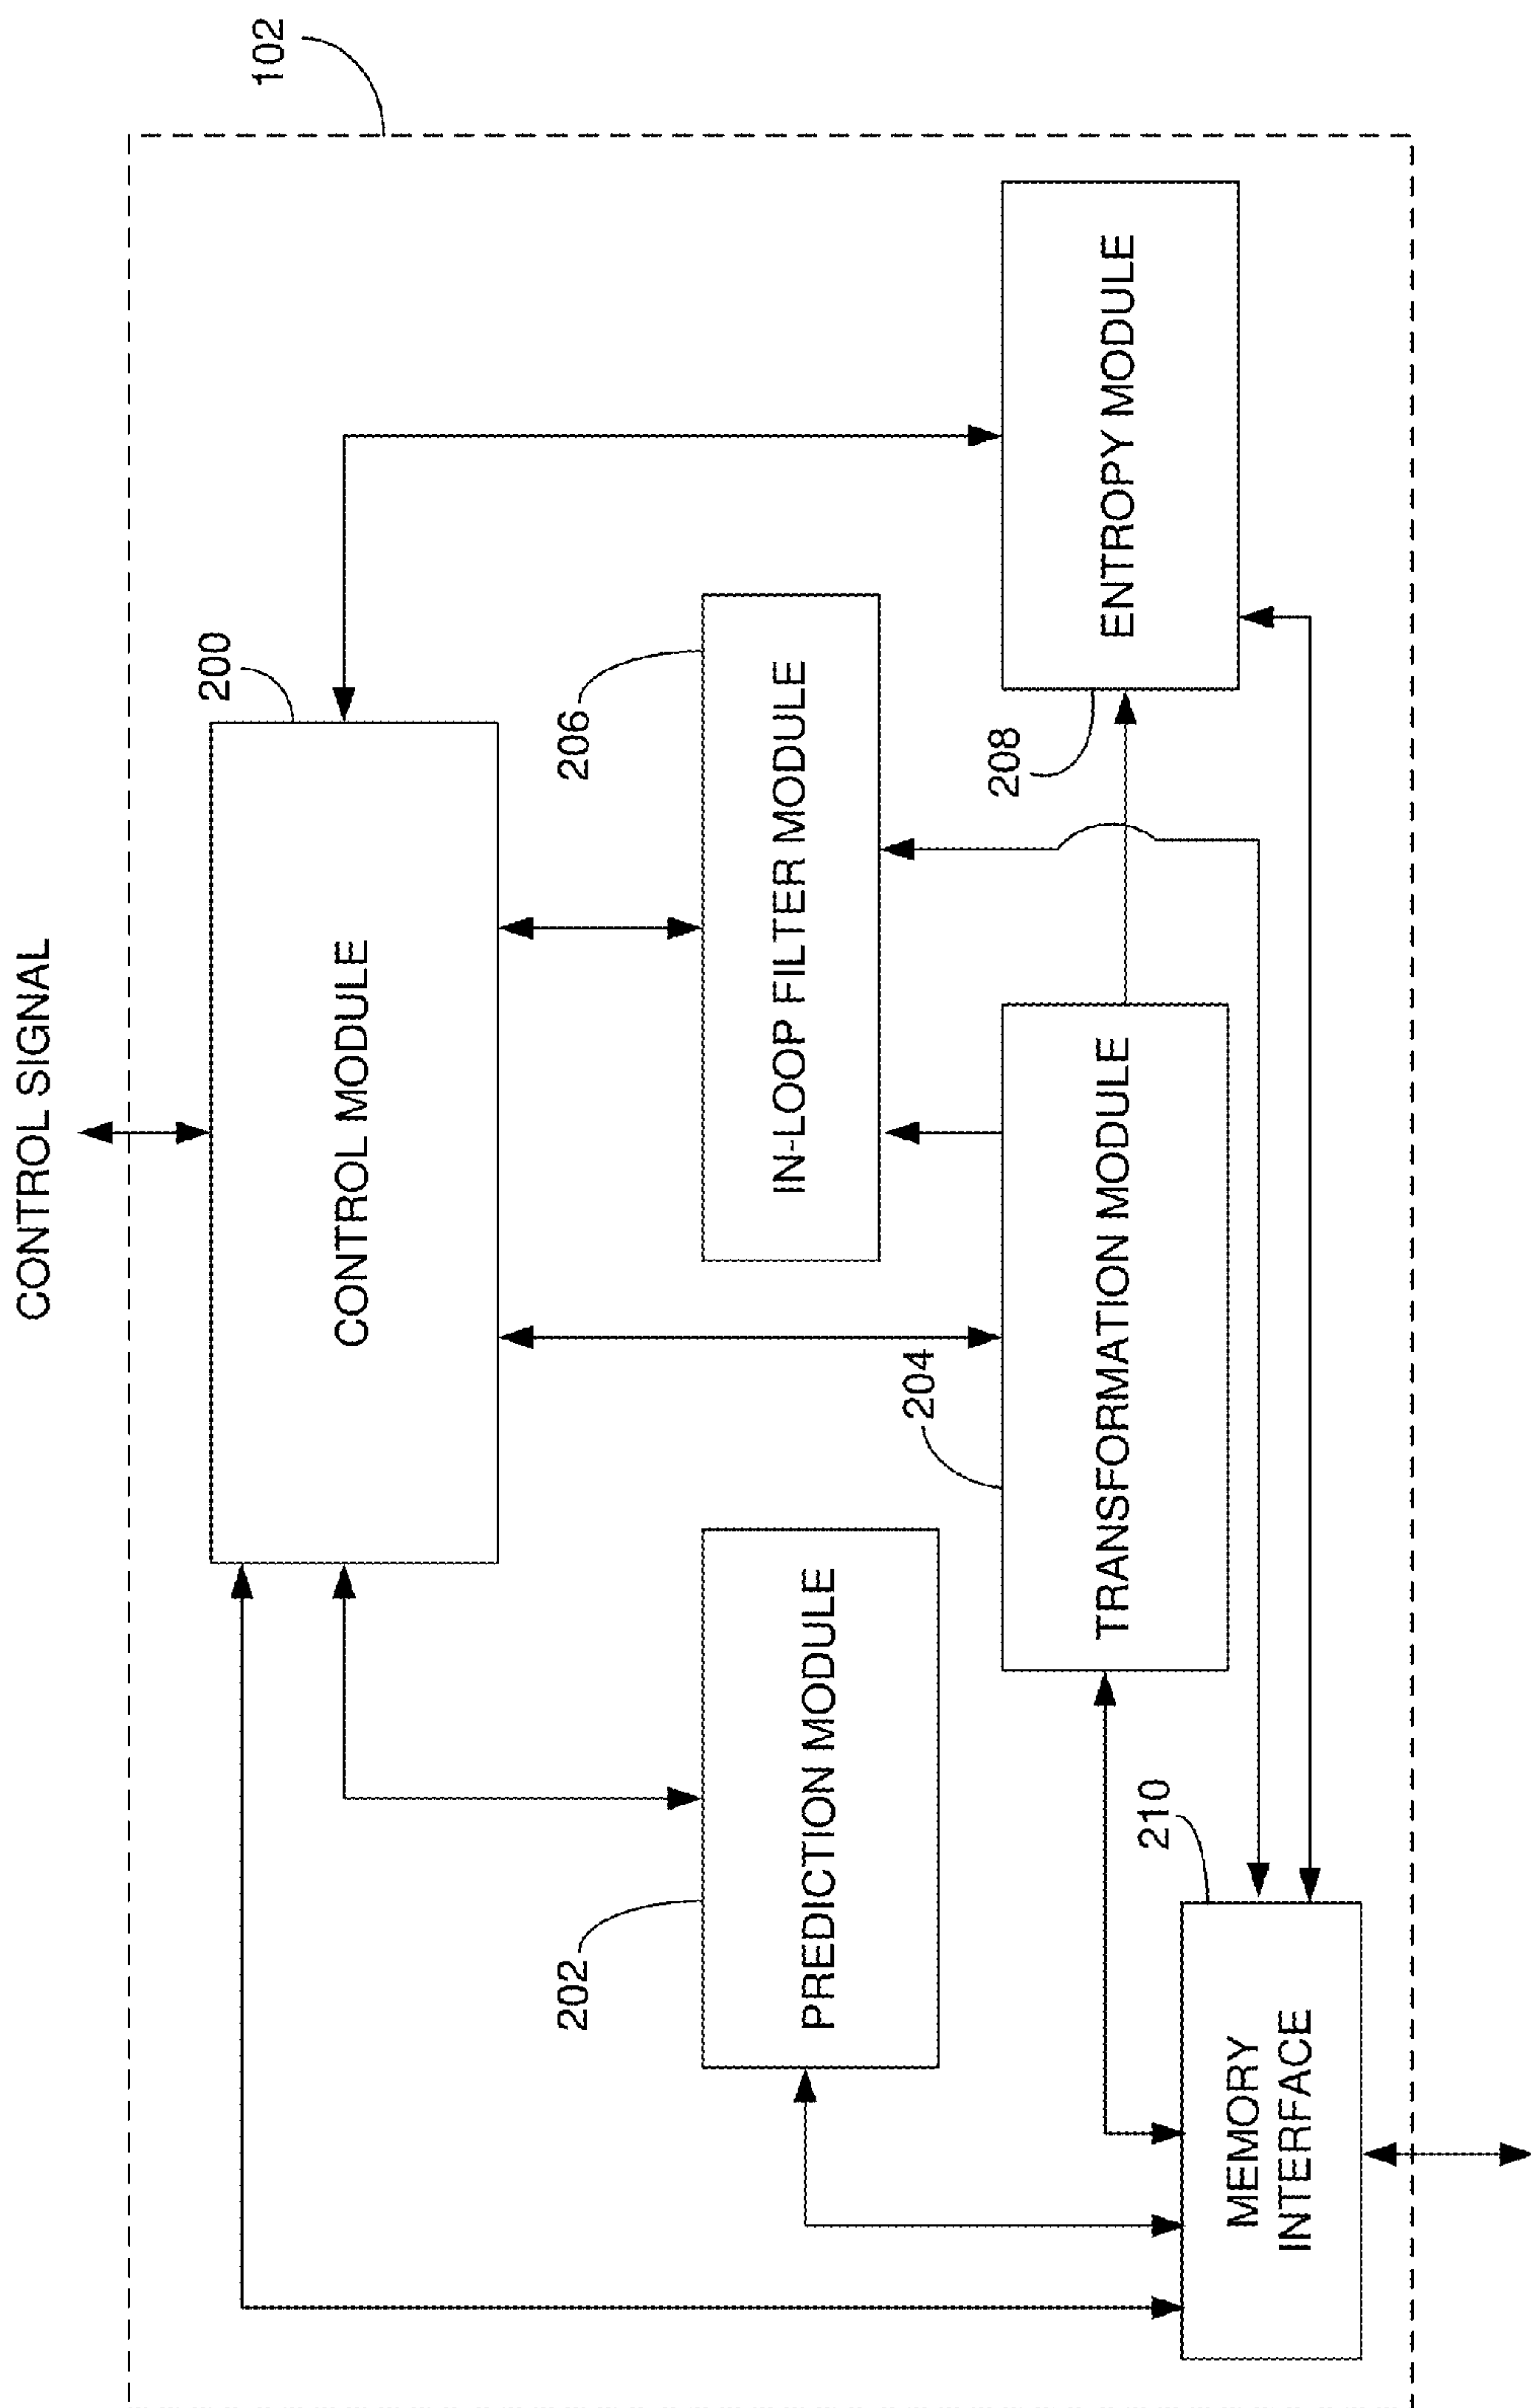 CONTROL SIGNAL
102
200
CONTROL MODULE
202
206
PREDICTION MODULE
IN-LOOP FILTER MODULE
204
208
TRANSFORMATION MODULE
ENTROPY MODULE
210
MEMORY
INTERFACE